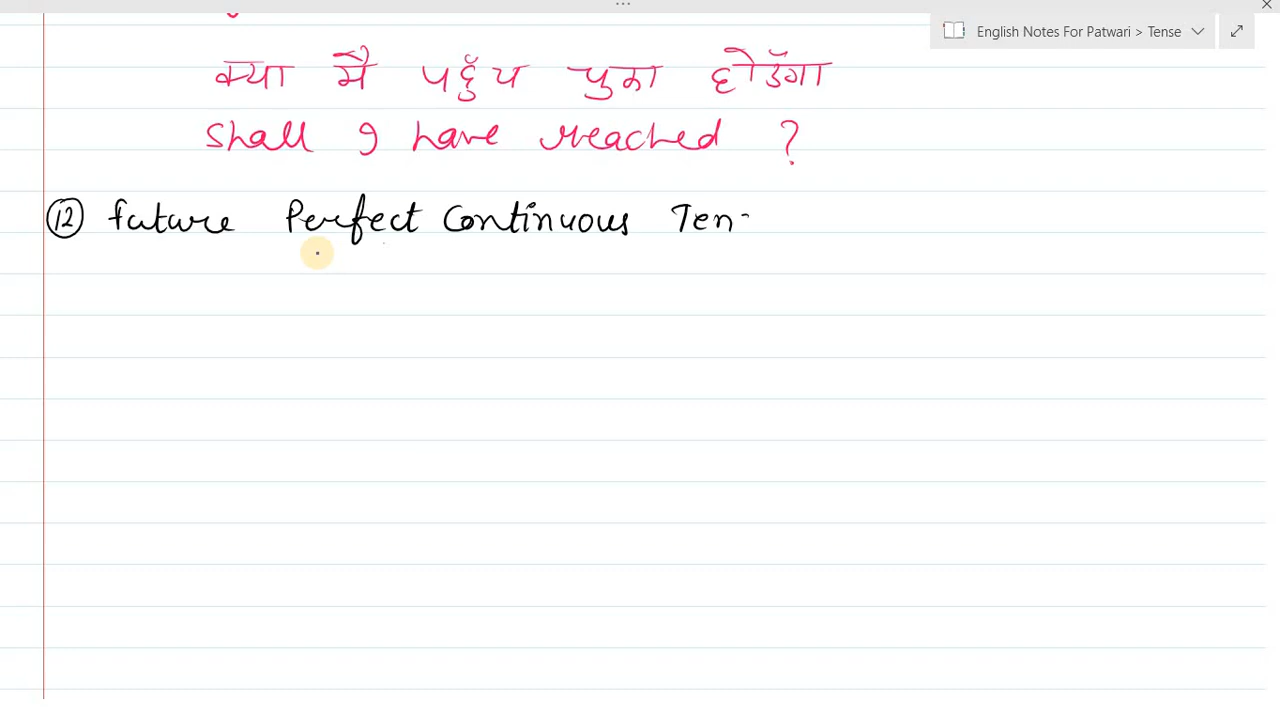 English Notes For Patwari > Tense
क्या मै पहुँच चुका होऊँगा
Shall I have reached ?
(12) future Perfect Continuous Ten